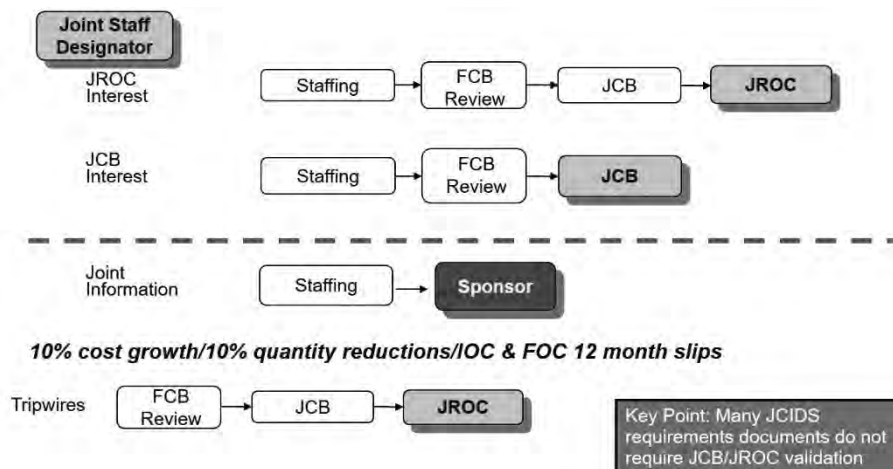 Joint Staff
Designator
JROC
Interest
Staffing
FCB
Review
JCB
JROC
JCB
Interest
Staffing
FCB
Review
JCB
Joint
Information
Staffing
Sponsor
10% cost growth/10% quantity reductions/IOC & FOC 12 month slips
Tripwires
FCB
Review
JCB
JROC
Key Point: Many JCIDS
requirements documents do not
require JCB/JROC validation